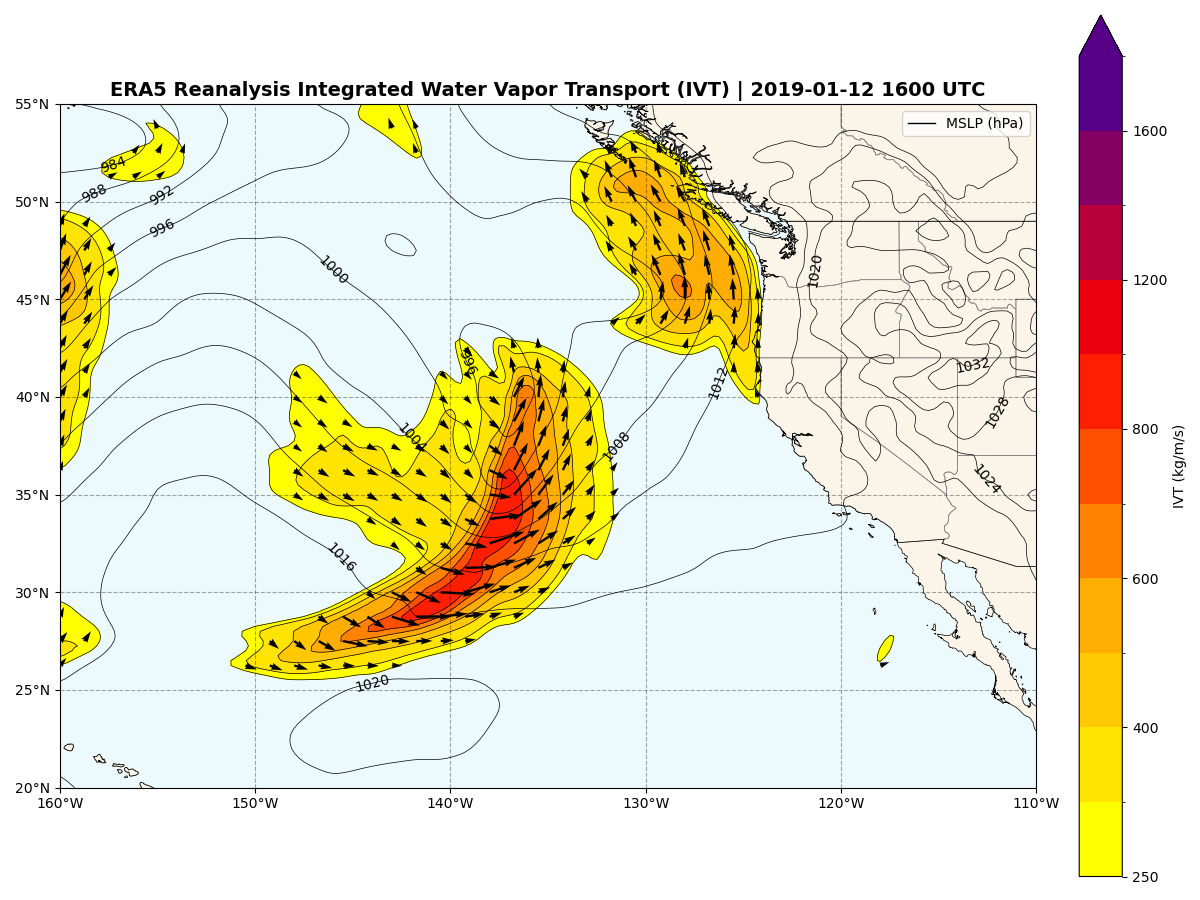 ERA5 Reanalysis Integrated Water Vapor Transport (IVT) | 2019-01-12 1600 UTC
MSLP (hPa)
55°N
50°N
45°N
40°N
35°N
30°N
25°N
20°N
160°W
150°W
140°W
130°W
120°W
110°W
984
988
992
996
1000
996
1004
1008
1012
1016
1020
1020
1032
1028
1024
1600
1200
800
600
400
250
IVT (kg/m/s)